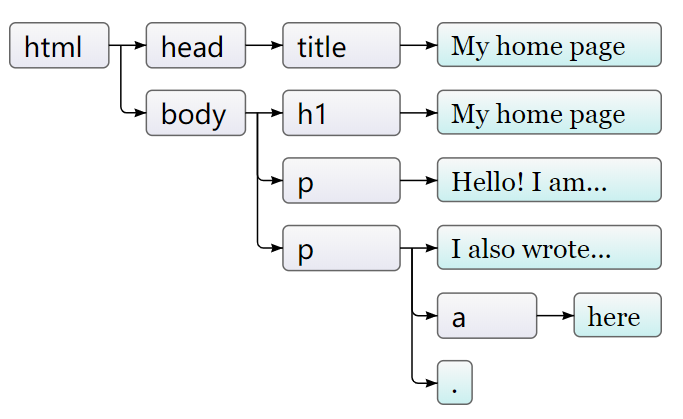 html head title My home page
body h1 My home page
p Hello! I am...
p I also wrote...
a here
.